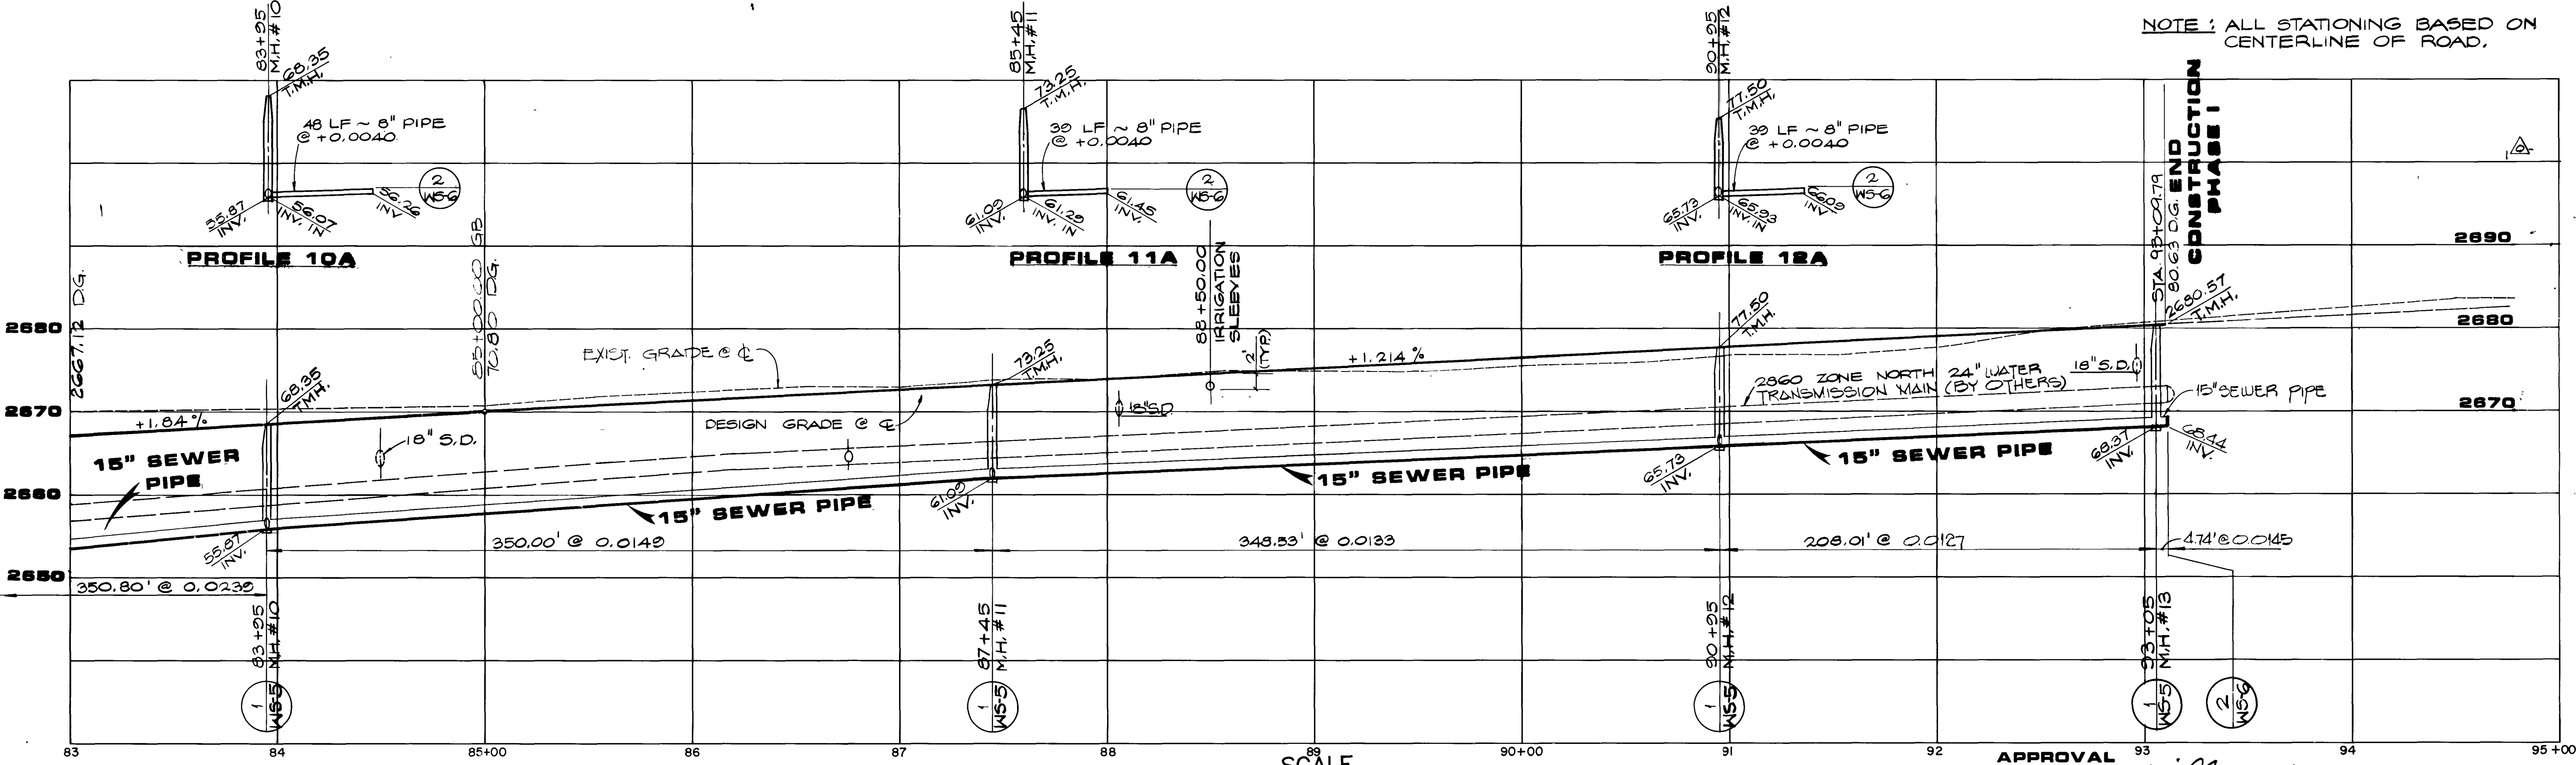 NOTE : ALL STATIONING BASED ON
CENTERLINE OF ROAD.
83+95
M.H. #10
68.35
T.M.H.
48 LF ~ 8" PIPE
@ +0.0040
55.87
INV.
56.07
INV. IN
56.26
INV
2
WS-6
PROFILE 10A
85+45
M.H. #11
73.25
T.M.H.
39 LF ~ 8" PIPE
@ +0.0040
61.09
INV.
61.29
INV. IN
61.45
INV.
2
WS-6
PROFILE 11A
90+95
M.H. #12
77.50
T.M.H.
39 LF ~ 8" PIPE
@ +0.0040
65.73
INV.
65.93
INV. IN
INV
2
WS-6
PROFILE 12A
STA. 93+09.79
80.63 D.G. END
CONSTRUCTION
PHASE I
2690
2680
2670
2660
2650
2680
2670
2667.12 D.G.
85+00.00 GB
70.80 DG.
88+50.00
IRRIGATION
SLEEVES
2'
(TYP.)
EXIST. GRADE @ ℄
DESIGN GRADE @ ℄
+1.84 %
+1.214 %
68.35
T.M.H.
73.25
T.M.H.
77.50
T.M.H.
2680.57
T.M.H.
18" S.D.
18" S.D.
18" S.D.
2860 ZONE NORTH 24" WATER
TRANSMISSION MAIN (BY OTHERS)
15" SEWER PIPE
15" SEWER
PIPE
15" SEWER PIPE
15" SEWER PIPE
15" SEWER PIPE
55.87
INV.
61.09
INV.
65.73
INV.
68.37
INV.
68.44
INV.
350.80' @ 0.0239
350.00' @ 0.0149
348.53' @ 0.0133
208.01' @ 0.0127
4.74' @ 0.0145
83+95
M.H. #10
87+45
M.H. #11
90+95
M.H. #12
93+05
M.H. #13
1
WS-5
1
WS-5
1
WS-5
1
WS-5
2
WS-6
83 84 85+00 86 87 88 89 90+00 91 92 93 94 95+00
SCALE
APPROVAL